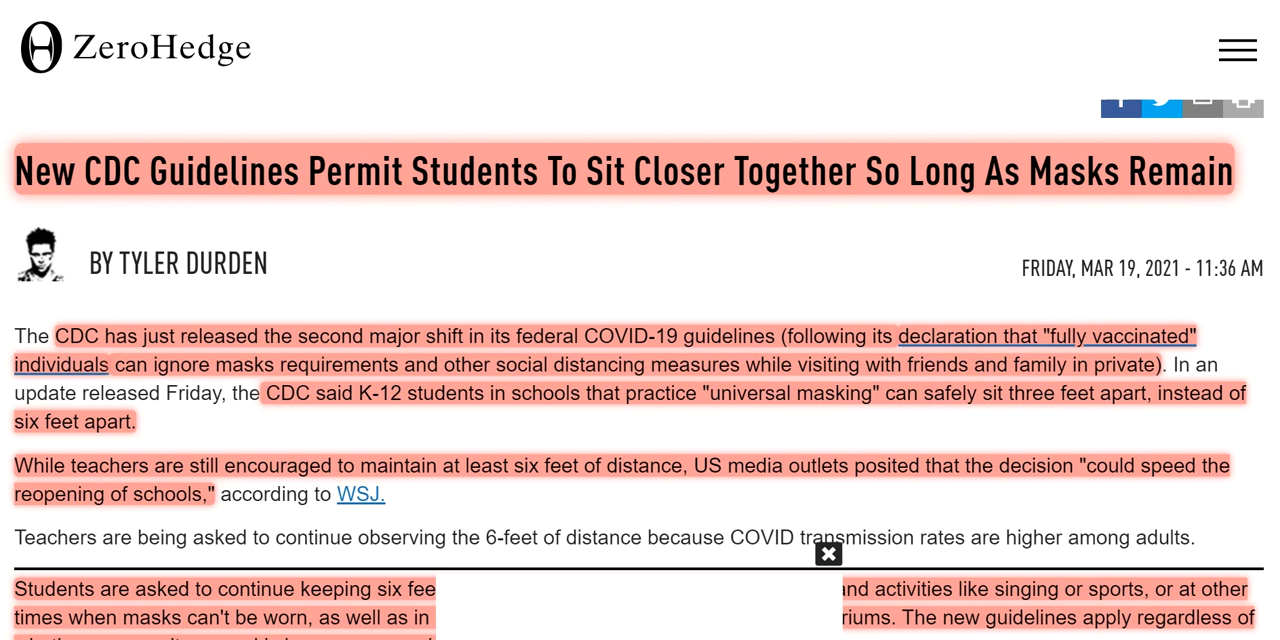 ZeroHedge
New CDC Guidelines Permit Students To Sit Closer Together So Long As Masks Remain
BY TYLER DURDEN
FRIDAY, MAR 19, 2021 - 11:36 AM
The CDC has just released the second major shift in its federal COVID-19 guidelines (following its declaration that "fully vaccinated"
individuals can ignore masks requirements and other social distancing measures while visiting with friends and family in private). In an
update released Friday, the CDC said K-12 students in schools that practice "universal masking" can safely sit three feet apart, instead of
six feet apart.
While teachers are still encouraged to maintain at least six feet of distance, US media outlets posited that the decision "could speed the
reopening of schools," according to WSJ.
Teachers are being asked to continue observing the 6-feet of distance because COVID transmission rates are higher among adults.
Students are asked to continue keeping six fee and activities like singing or sports, or at other
times when masks can't be worn, as well as in riums. The new guidelines apply regardless of